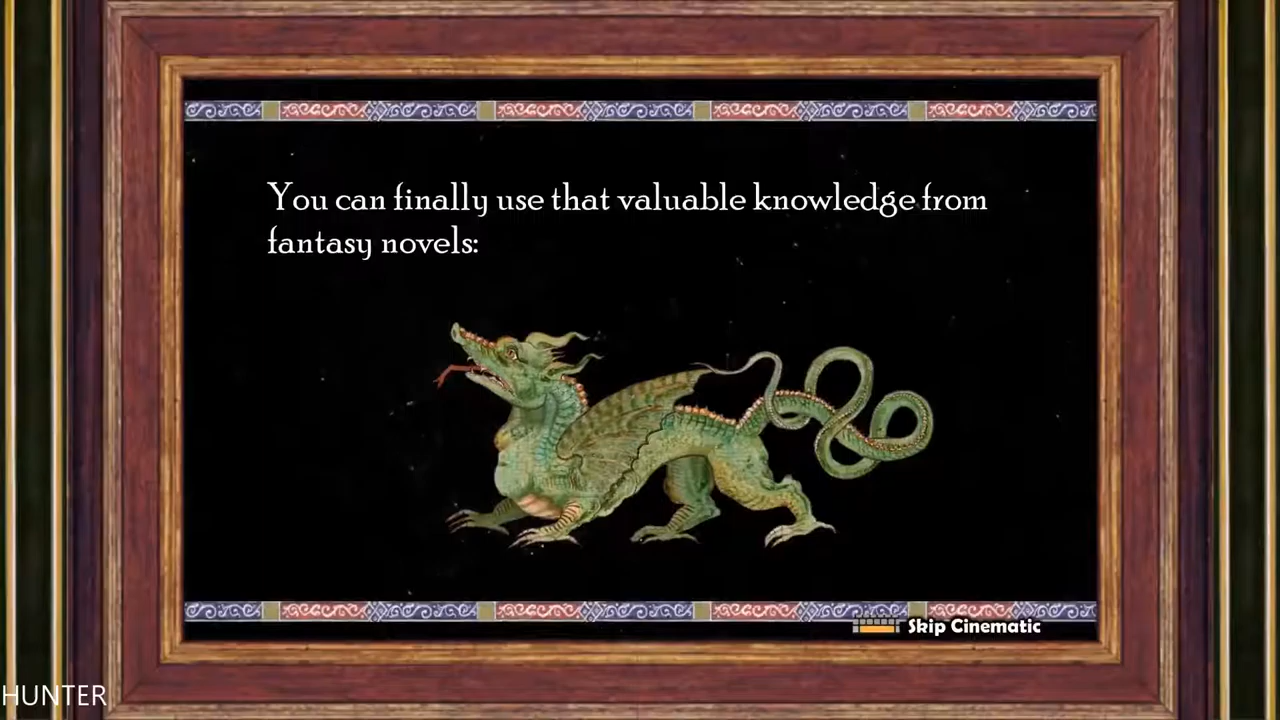 You can finally use that valuable knowledge from
fantasy novels:
Skip Cinematic
HUNTER